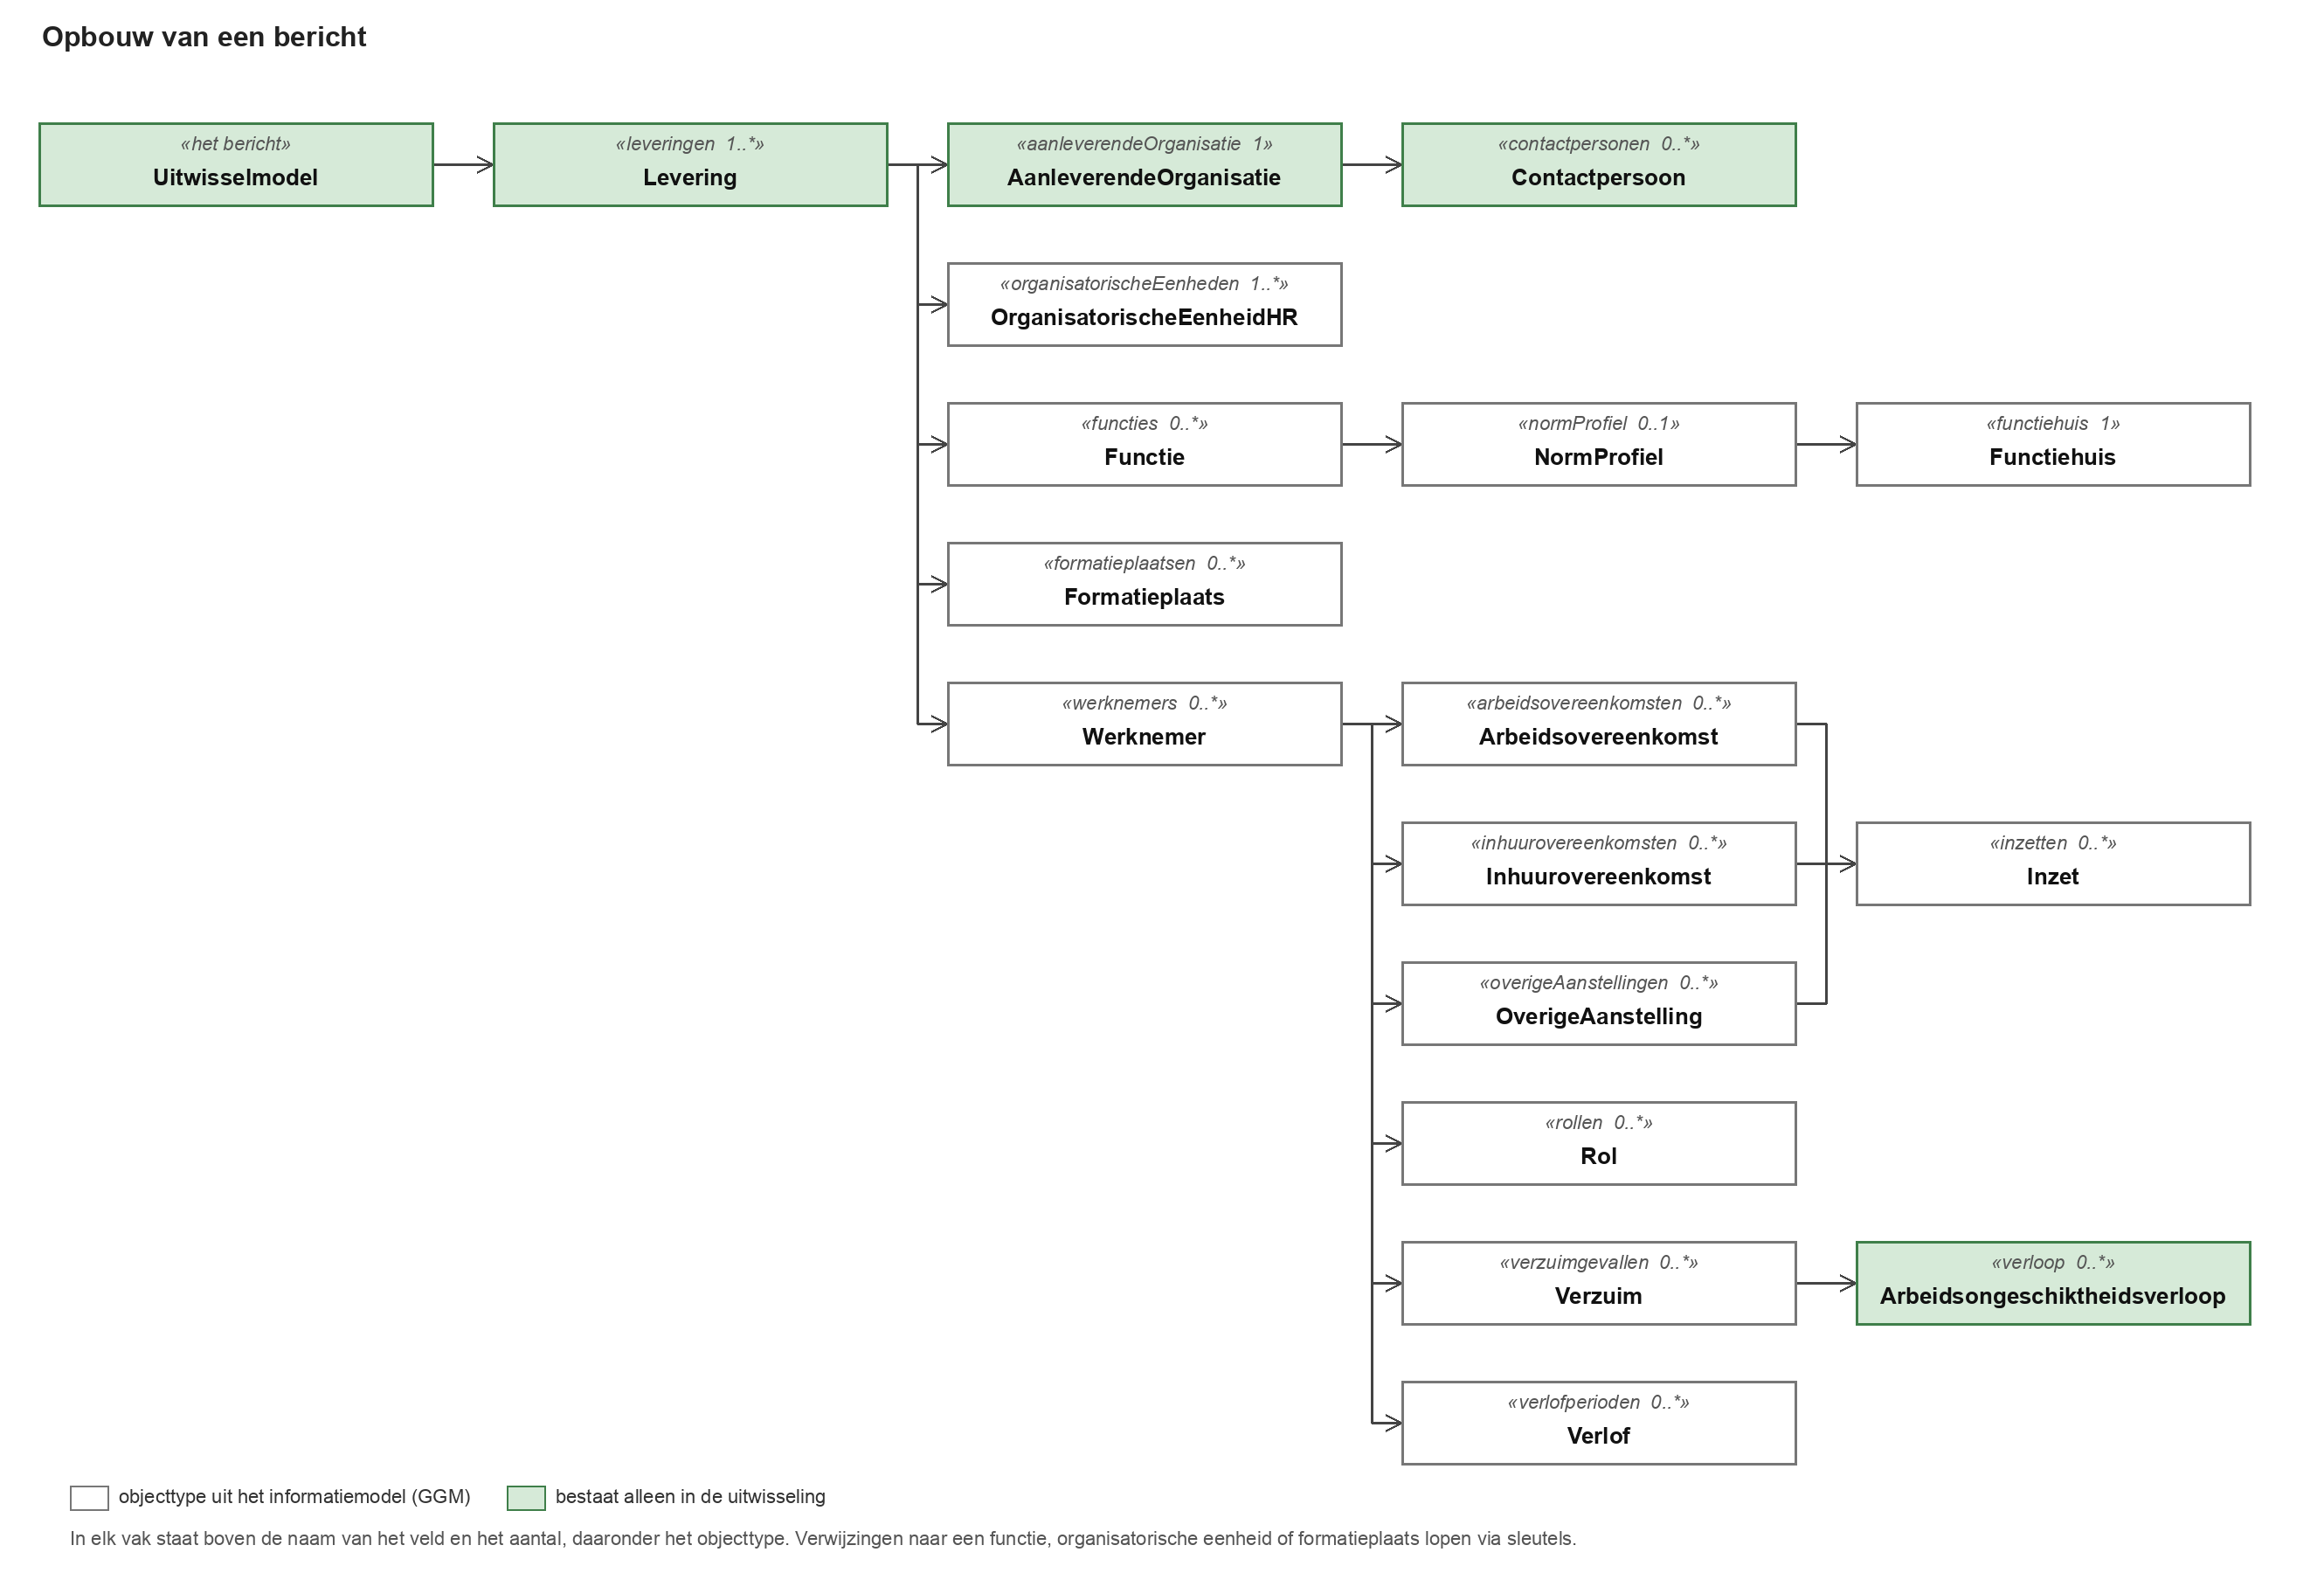 Opbouw van een bericht
«het bericht»
Uitwisselmodel
«leveringen 1..*»
Levering
«aanleverendeOrganisatie 1»
AanleverendeOrganisatie
«contactpersonen 0..*»
Contactpersoon
«organisatorischeEenheden 1..*»
OrganisatorischeEenheidHR
«functies 0..*»
Functie
«normProfiel 0..1»
NormProfiel
«functiehuis 1»
Functiehuis
«formatieplaatsen 0..*»
Formatieplaats
«werknemers 0..*»
Werknemer
«arbeidsovereenkomsten 0..*»
Arbeidsovereenkomst
«inhuurovereenkomsten 0..*»
Inhuurovereenkomst
«inzetten 0..*»
Inzet
«overigeAanstellingen 0..*»
OverigeAanstelling
«rollen 0..*»
Rol
«verzuimgevallen 0..*»
Verzuim
«verloop 0..*»
Arbeidsongeschiktheidsverloop
«verlofperioden 0..*»
Verlof
objecttype uit het informatiemodel (GGM)
bestaat alleen in de uitwisseling
In elk vak staat boven de naam van het veld en het aantal, daaronder het objecttype. Verwijzingen naar een functie, organisatorische eenheid of formatieplaats lopen via sleutels.